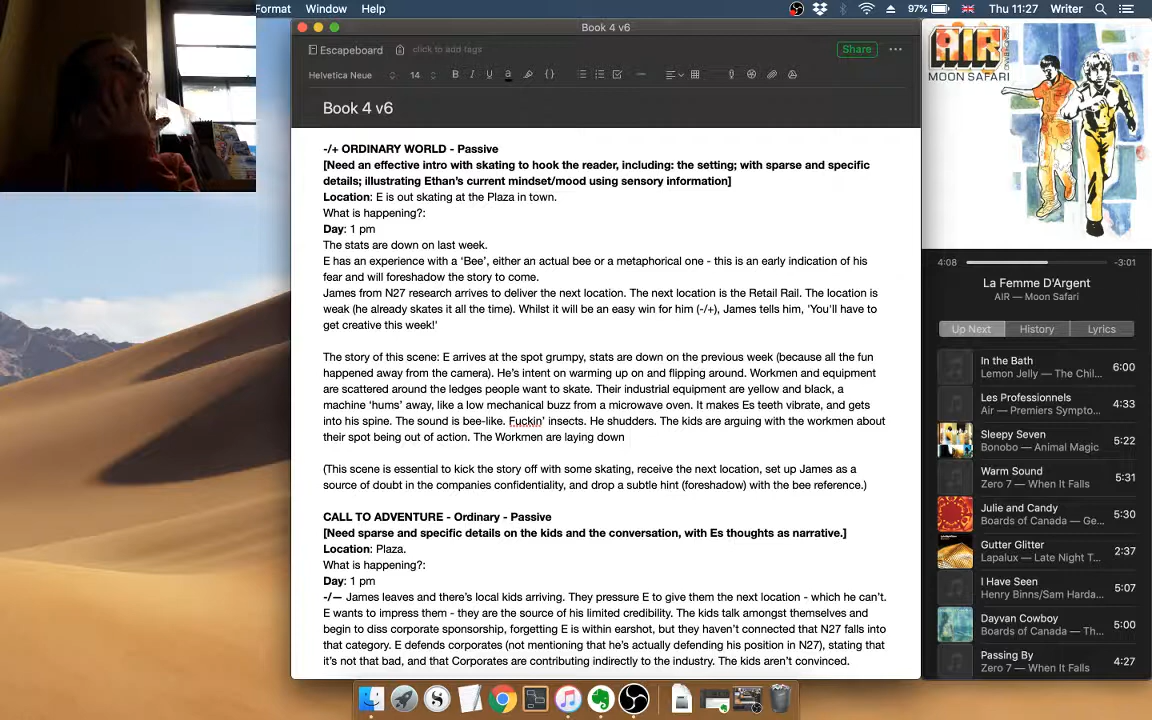 Format Window Help
97% Thu 11:27 Writer
Book 4 v6
Escapeboard click to add tags
Share
Helvetica Neue 14 B I U a
Book 4 v6
-/+ ORDINARY WORLD - Passive
[Need an effective intro with skating to hook the reader, including: the setting; with sparse and specific
details; illustrating Ethan's current mindset/mood using sensory information]
Location: E is out skating at the Plaza in town.
What is happening?:
Day: 1 pm
The stats are down on last week.
E has an experience with a 'Bee', either an actual bee or a metaphorical one - this is an early indication of his
fear and will foreshadow the story to come.
James from N27 research arrives to deliver the next location. The next location is the Retail Rail. The location is
weak (he already skates it all the time). Whilst it will be an easy win for him (-/+), James tells him, 'You'll have to
get creative this week!'
The story of this scene: E arrives at the spot grumpy, stats are down on the previous week (because all the fun
happened away from the camera). He's intent on warming up on and flipping around. Workmen and equipment
are scattered around the ledges people want to skate. Their industrial equipment are yellow and black, a
machine 'hums' away, like a low mechanical buzz from a microwave oven. It makes Es teeth vibrate, and gets
into his spine. The sound is bee-like. Fuckin' insects. He shudders. The kids are arguing with the workmen about
their spot being out of action. The Workmen are laying down
(This scene is essential to kick the story off with some skating, receive the next location, set up James as a
source of doubt in the companies confidentiality, and drop a subtle hint (foreshadow) with the bee reference.)
CALL TO ADVENTURE - Ordinary - Passive
[Need sparse and specific details on the kids and the conversation, with Es thoughts as narrative.]
Location: Plaza.
What is happening?:
Day: 1 pm
-/— James leaves and there's local kids arriving. They pressure E to give them the next location - which he can't.
E wants to impress them - they are the source of his limited credibility. The kids talk amongst themselves and
begin to diss corporate sponsorship, forgetting E is within earshot, but they haven't connected that N27 falls into
that category. E defends corporates (not mentioning that he's actually defending his position in N27), stating that
it's not that bad, and that Corporates are contributing indirectly to the industry. The kids aren't convinced.
AIR
MOON SAFARI
4:08 -3:01
La Femme D'Argent
AIR — Moon Safari
Up Next History Lyrics
In the Bath
Lemon Jelly — The Chil... 6:00
Les Professionnels
Air — Premiers Sympto... 4:33
Sleepy Seven
Bonobo — Animal Magic 5:22
Warm Sound
Zero 7 — When It Falls 5:31
Julie and Candy
Boards of Canada — Ge... 5:30
Gutter Glitter
Lapalux — Late Night T... 2:37
I Have Seen
Henry Binns/Sam Harda... 5:07
Dayvan Cowboy
Boards of Canada — Th... 5:00
Passing By
Zero 7 — When It Falls 4:27